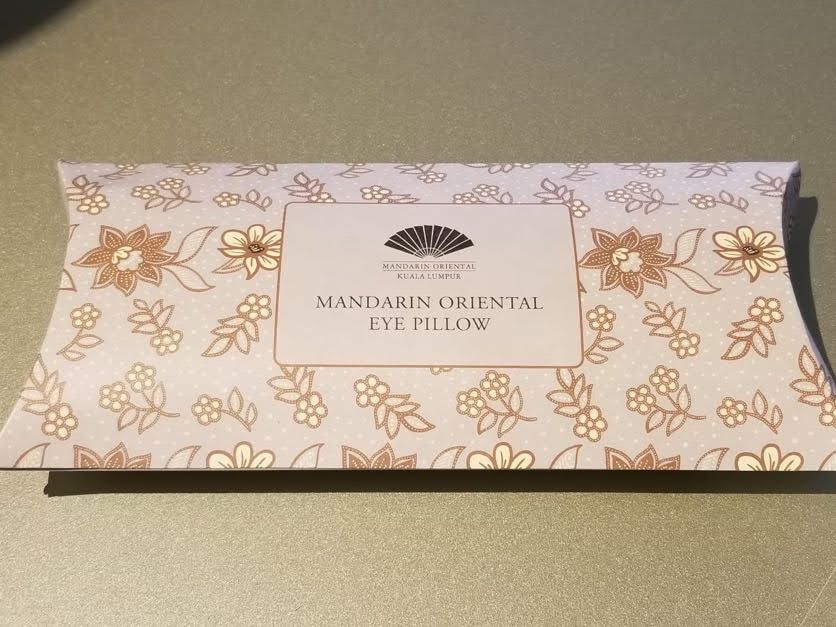 MANDARIN ORIENTAL
KUALA LUMPUR
MANDARIN ORIENTAL
EYE PILLOW